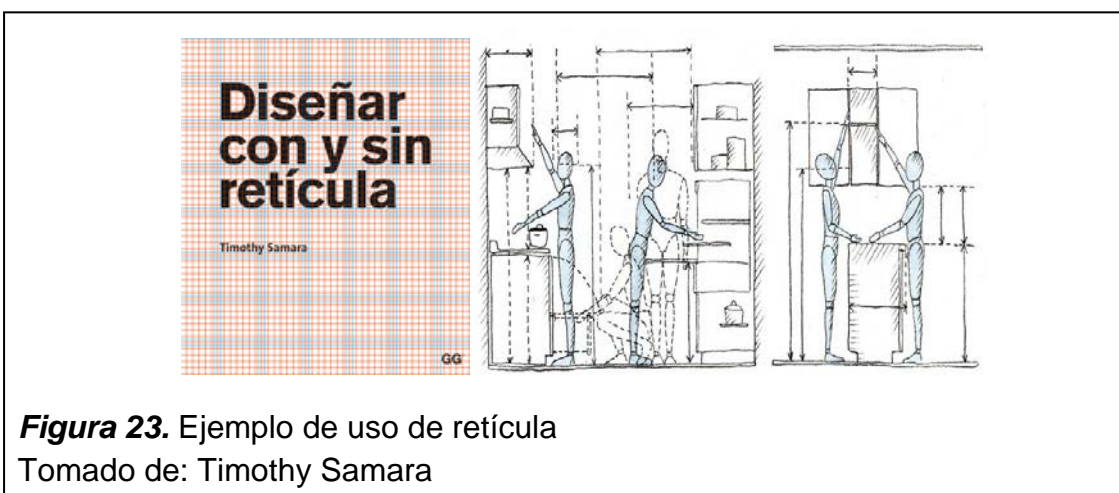 Diseñar
con y sin
retícula
Timothy Samara
GG
Figura 23. Ejemplo de uso de retícula
Tomado de: Timothy Samara